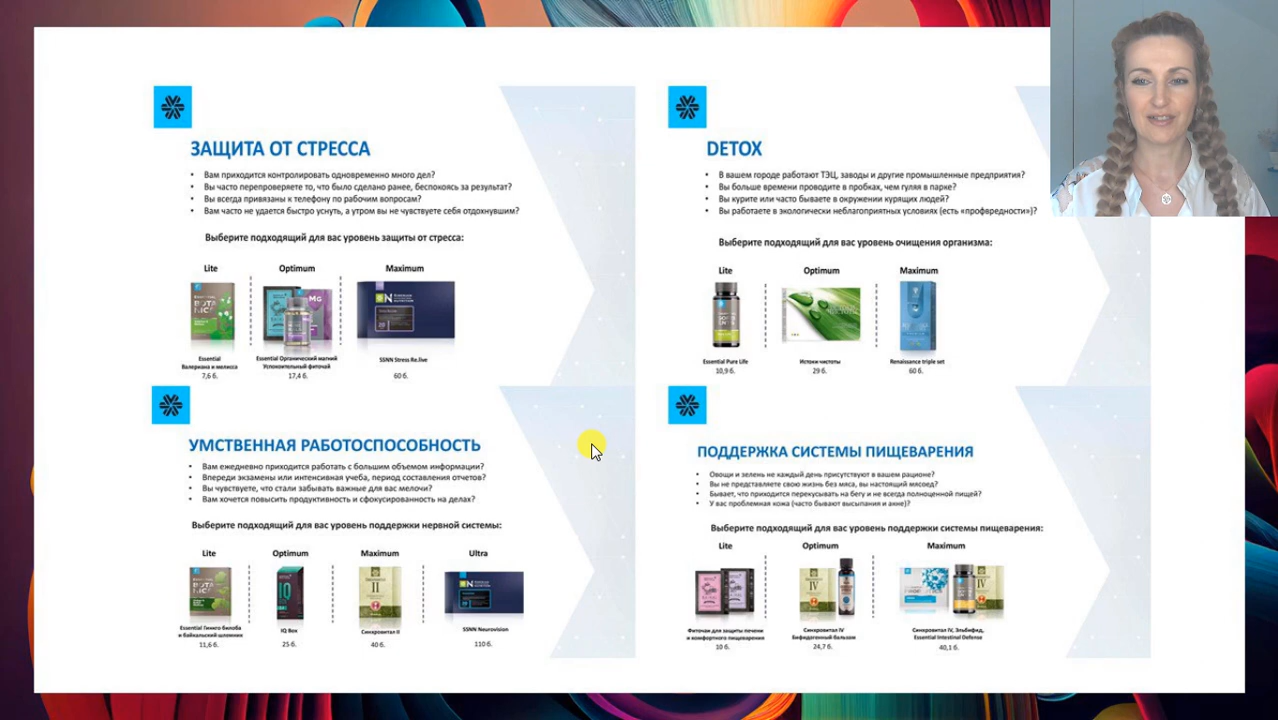 ЗАЩИТА ОТ СТРЕССА
• Вам приходится контролировать одновременно много дел?
• Вы часто перепроверяете то, что было сделано ранее, беспокоясь за результат?
• Вы всегда привязаны к телефону по рабочим вопросам?
• Вам часто не удается быстро уснуть, а утром вы не чувствуете себя отдохнувшим?
Выберите подходящий для вас уровень защиты от стресса:
Lite Optimum Maximum
Essential
Валериана и мелисса
7,6 б.
Essential Органический магний
Успокоительный фиточай
17,4 б.
SSNN Stress Re.live
60 б.
DETOX
• В вашем городе работают ТЭЦ, заводы и другие промышленные предприятия?
• Вы больше времени проводите в пробках, чем гуляя в парке?
• Вы курите или часто бываете в окружении курящих людей?
• Вы работаете в экологически неблагоприятных условиях (есть «профвредности»)?
Выберите подходящий для вас уровень очищения организма:
Lite Optimum Maximum
Essential Pure Life
10,9 б.
Истоки чистоты
29 б.
Renaissance triple set
60 б.
УМСТВЕННАЯ РАБОТОСПОСОБНОСТЬ
• Вам ежедневно приходится работать с большим объемом информации?
• Впереди экзамены или интенсивная учеба, период составления отчетов?
• Вы чувствуете, что стали забывать важные для вас мелочи?
• Вам хочется повысить продуктивность и сфокусированность на делах?
Выберите подходящий для вас уровень поддержки нервной системы:
Lite Optimum Maximum Ultra
IQ
II
Essential Гинкго билоба
и байкальский шлемник
11,6 б.
IQ Box
25 б.
Синхровитал II
40 б.
SSNN Neurovision
110 б.
ПОДДЕРЖКА СИСТЕМЫ ПИЩЕВАРЕНИЯ
• Овощи и зелень не каждый день присутствуют в вашем рационе?
• Вы не представляете свою жизнь без мяса, вы настоящий мясоед?
• Бывает, что приходится перекусывать на бегу и не всегда полноценной пищей?
• У вас проблемная кожа (часто бывают высыпания и акне)?
Выберите подходящий для вас уровень поддержки системы пищеварения:
Lite Optimum Maximum
IV
IV
Фиточаи для защиты печени
и комфортного пищеварения
10 б.
Синхровитал IV
Бифидогенный бальзам
24,7 б.
Синхровитал IV, Эльбифид,
Essential Intestinal Defense
40,1 б.